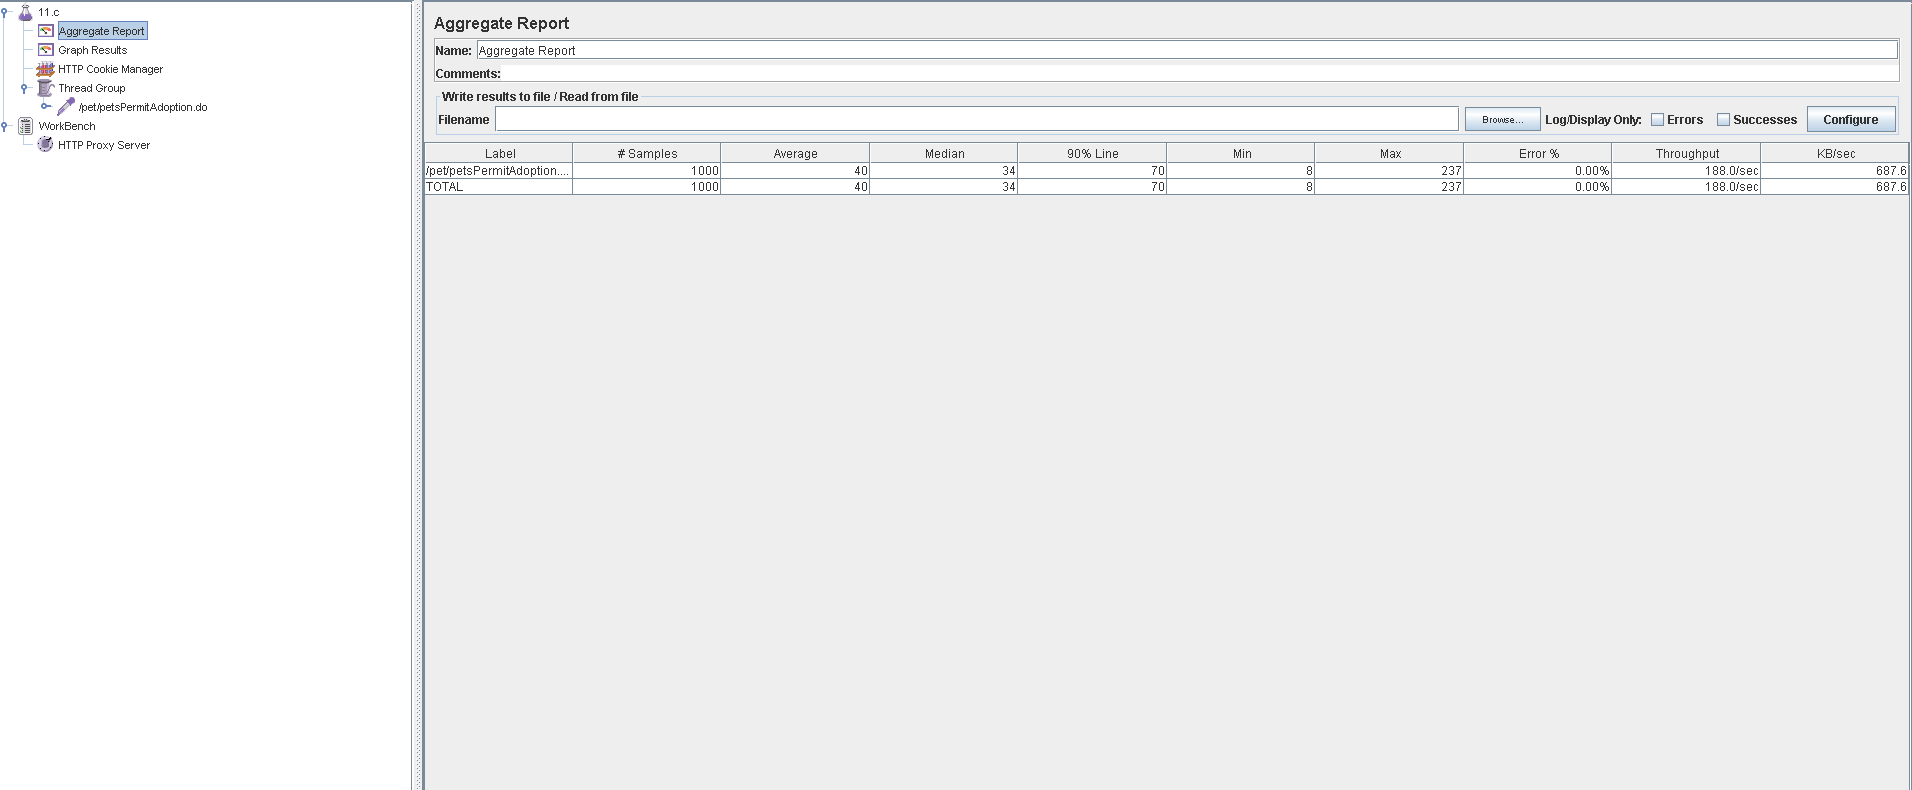 11.c
Aggregate Report
Graph Results
HTTP Cookie Manager
Thread Group
/pet/petsPermitAdoption.do
WorkBench
HTTP Proxy Server
Aggregate Report
Name: Aggregate Report
Comments:
Write results to file / Read from file
Filename Browse... Log/Display Only: Errors Successes Configure
Label # Samples Average Median 90% Line Min Max Error % Throughput KB/sec
/pet/petsPermitAdoption.... 1000 40 34 70 8 237 0.00% 188.0/sec 687.6
TOTAL 1000 40 34 70 8 237 0.00% 188.0/sec 687.6